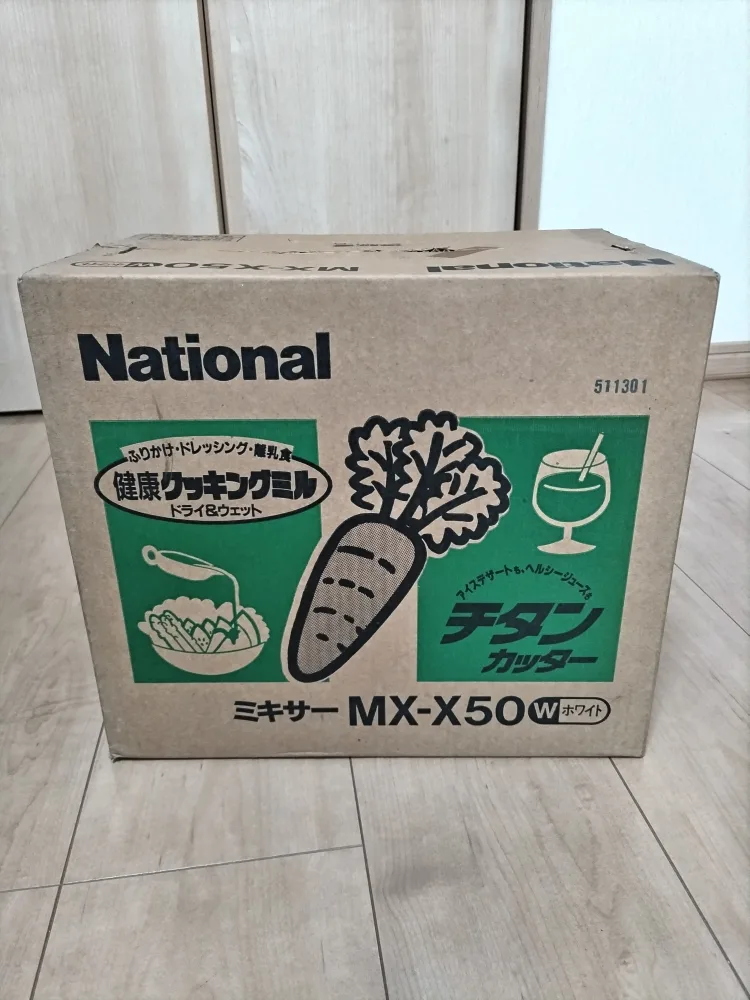 MX-X50 W
National
National
511301
ふりかけ・ドレッシング・離乳食
健康クッキングミル
ドライ&ウェット
アイスデザートも、ヘルシージュースも
チタン
カッター
ミキサー MX-X50 W ホワイト